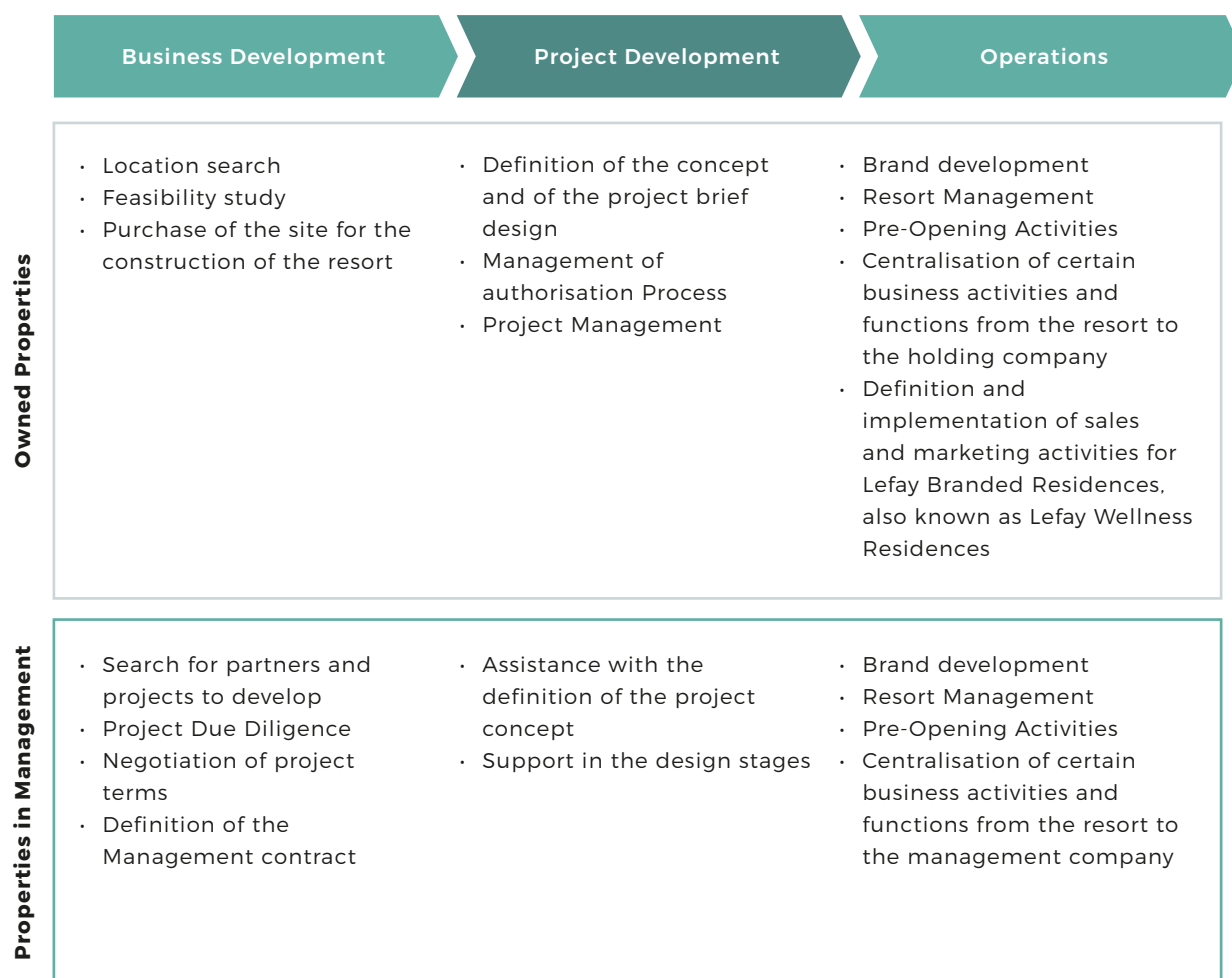 Business Development
Project Development
Operations
Owned Properties
· Location search
· Feasibility study
· Purchase of the site for the
construction of the resort
· Definition of the concept
and of the project brief
design
· Management of
authorisation Process
· Project Management
· Brand development
· Resort Management
· Pre-Opening Activities
· Centralisation of certain
business activities and
functions from the resort to
the holding company
· Definition and
implementation of sales
and marketing activities for
Lefay Branded Residences,
also known as Lefay Wellness
Residences
Properties in Management
· Search for partners and
projects to develop
· Project Due Diligence
· Negotiation of project
terms
· Definition of the
Management contract
· Assistance with the
definition of the project
concept
· Support in the design stages
· Brand development
· Resort Management
· Pre-Opening Activities
· Centralisation of certain
business activities and
functions from the resort to
the management company